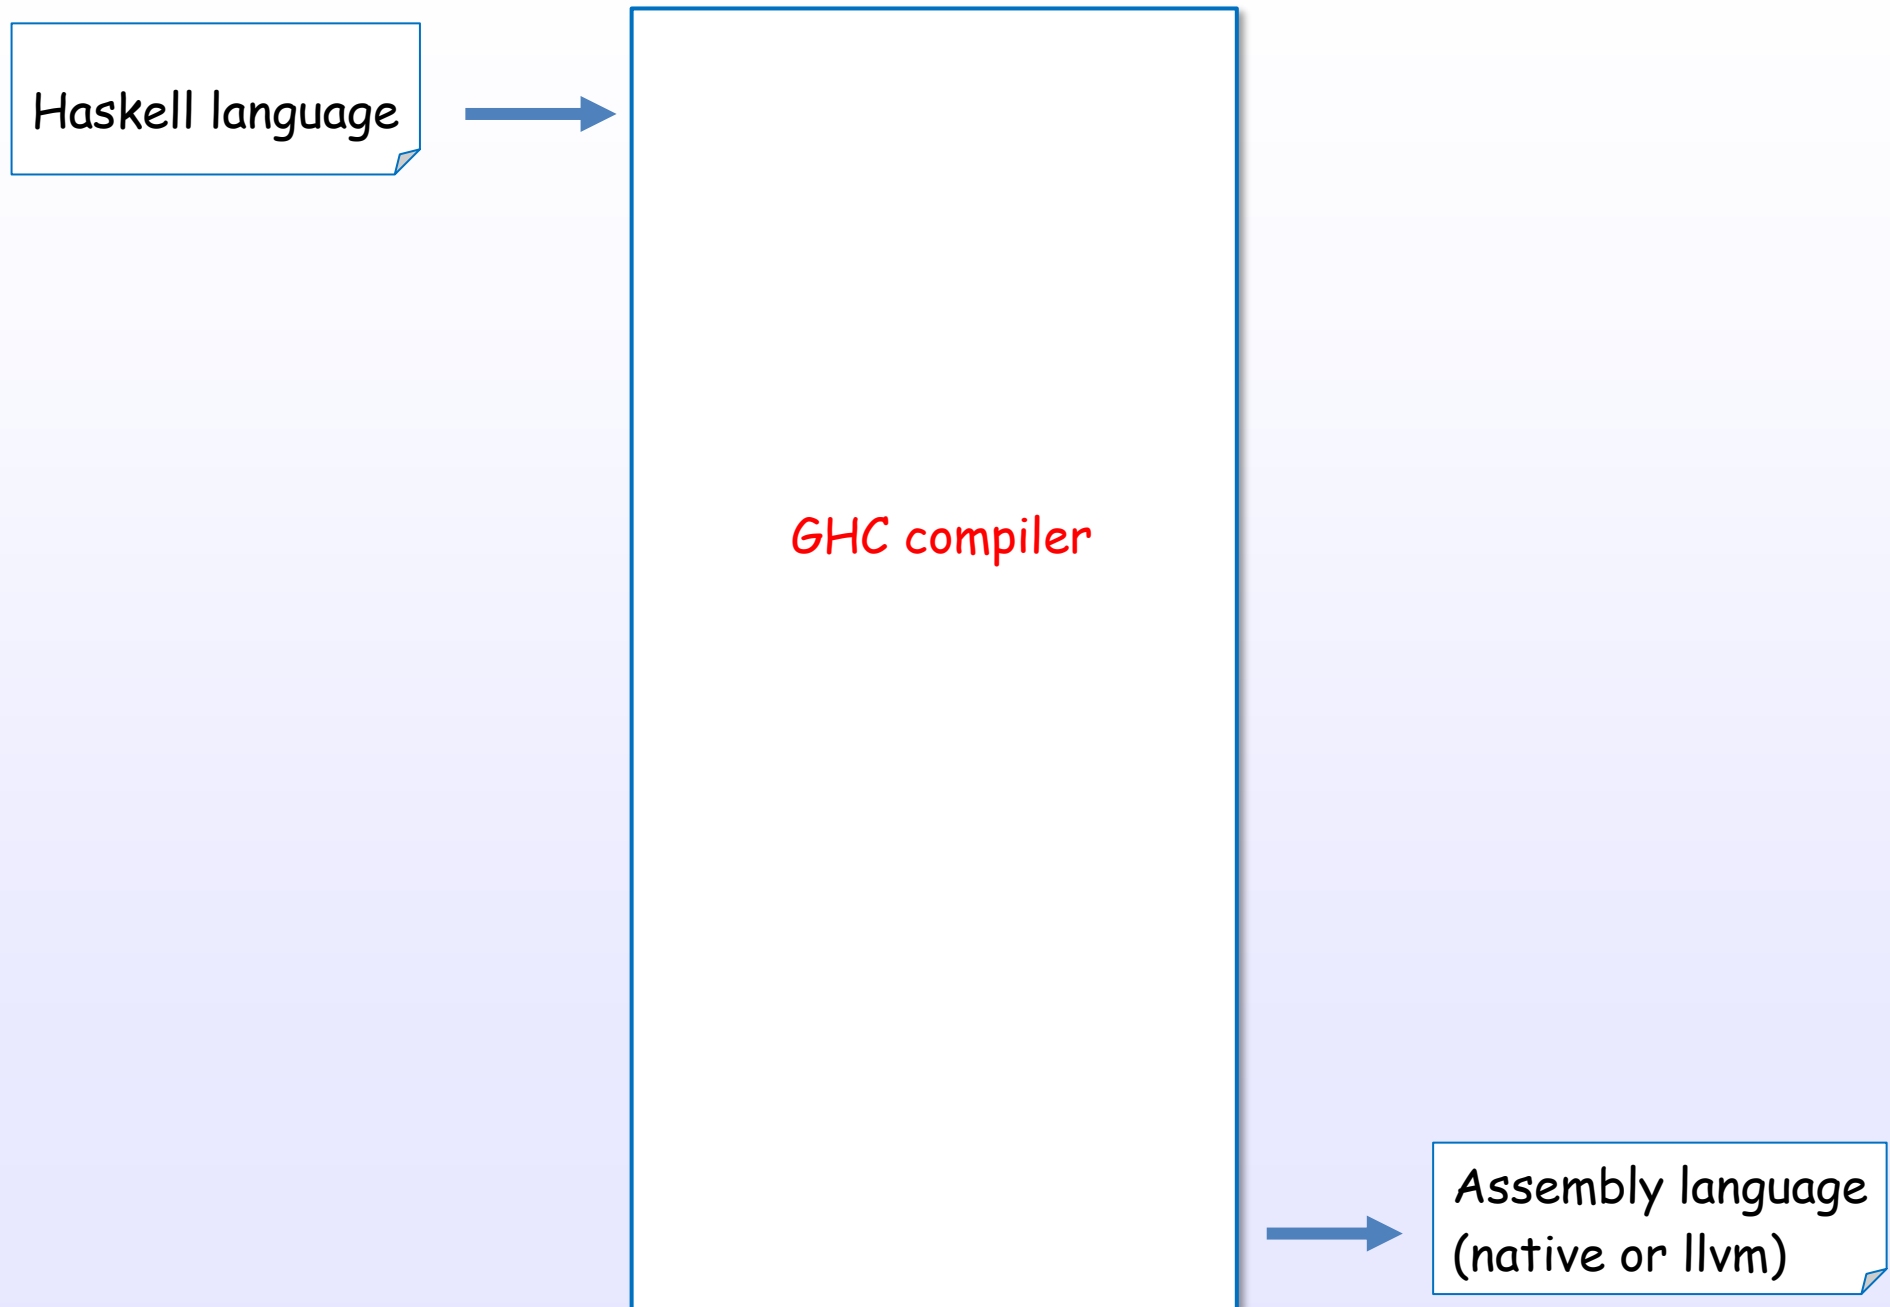 Haskell language
GHC compiler
Assembly language
(native or llvm)